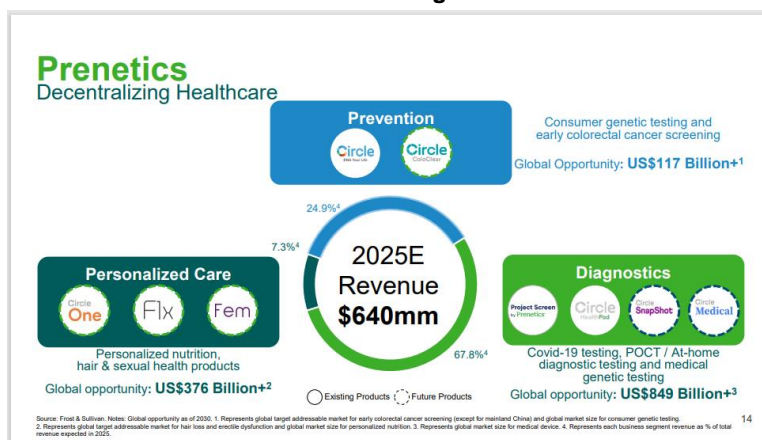 Prenetics
Decentralizing Healthcare
Prevention
Circle
DNA Your Life
Circle
ColoClear
Consumer genetic testing and
early colorectal cancer screening
Global Opportunity: US$117 Billion+1
24.9%4
7.3%4
2025E
Revenue
$640mm
67.8%4
Personalized Care
Circle
One
F1x
Fem
Personalized nutrition,
hair & sexual health products
Global opportunity: US$376 Billion+2
Diagnostics
Project Screen
by Prenetics
Circle
HealthPod
Circle
SnapShot
Circle
Medical
Covid-19 testing, POCT / At-home
diagnostic testing and medical
genetic testing
Global opportunity: US$849 Billion+3
Existing Products
Future Products
Source: Frost & Sullivan. Notes: Global opportunity as of 2030. 1. Represents global target addressable market for early colorectal cancer screening (except for mainland China) and global market size for consumer genetic testing.
2. Represents global target addressable market for hair loss and erectile dysfunction and global market size for personalized nutrition. 3. Represents global market size for medical device. 4. Represents each business segment revenue as % of total
revenue expected in 2025.
14